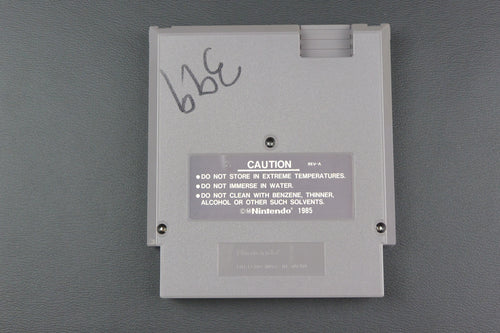 CAUTION REV-A
●DO NOT STORE IN EXTREME TEMPERATURES.
●DO NOT IMMERSE IN WATER.
●DO NOT CLEAN WITH BENZENE, THINNER,
ALCOHOL OR OTHER SUCH SOLVENTS.
©Nintendo® 1985
Nintendo®